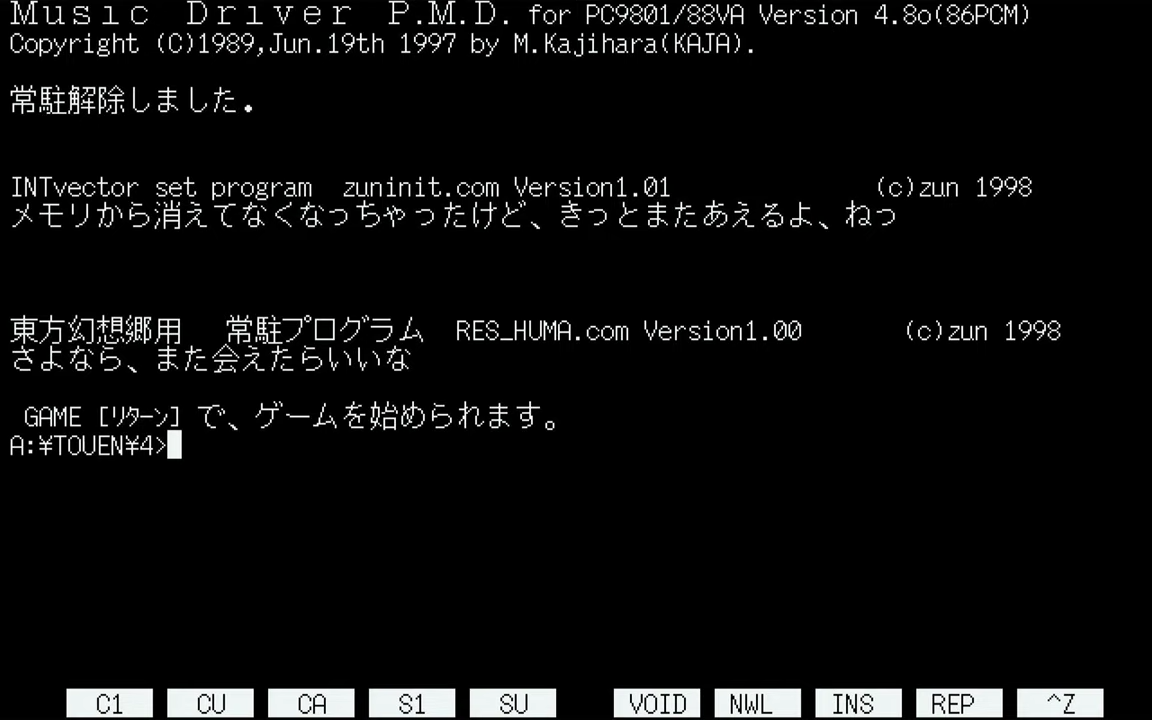 Music Driver P.M.D. for PC9801/88VA Version 4.8o(86PCM)
Copyright (C)1989,Jun.19th 1997 by M.Kajihara(KAJA).
常駐解除しました.
INTvector set program zuninit.com Version1.01 (c)zun 1998
メモリから消えてなくなっちゃったけど、きっとまたあえるよ、ねっ
東方幻想郷用 常駐プログラム RES_HUMA.com Version1.00 (c)zun 1998
さよなら、また会えたらいいな
GAME [ﾘﾀｰﾝ] で、ゲームを始められます。
A:¥TOUEN¥4>
C1 CU CA S1 SU VOID NWL INS REP ^Z